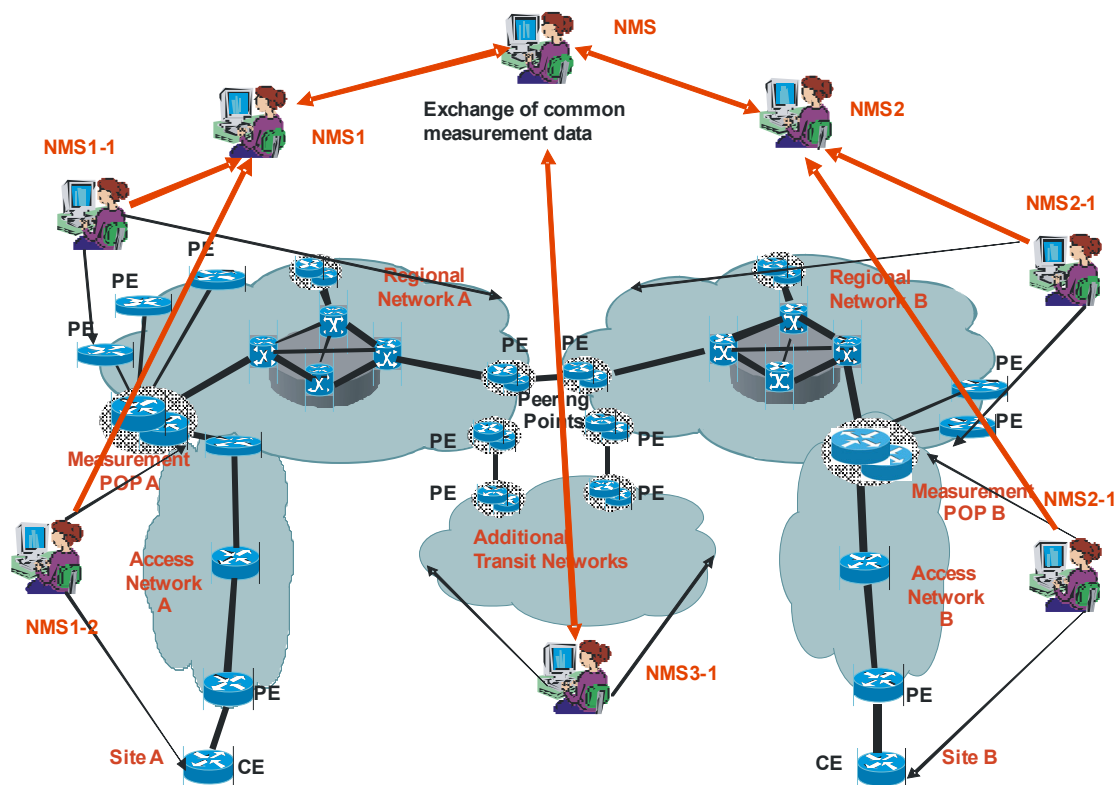 NMS
NMS1
Exchange of common
measurement data
NMS2
NMS1-1
NMS2-1
PE
PE
PE
Regional
Network A
Regional
Network B
PE
PE
PE
Peering
Points
PE
PE
PE
PE
PE
Measurement
POP A
Measurement
POP B
NMS2-1
Additional
Transit Networks
Access
Network
A
Access
Network
B
NMS1-2
NMS3-1
PE
PE
Site A
CE
CE
Site B